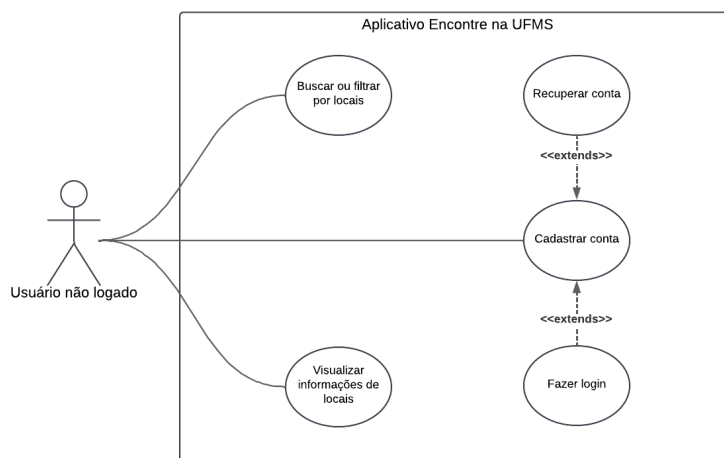 Aplicativo Encontre na UFMS
Buscar ou filtrar
por locais
Recuperar conta
<<extends>>
Cadastrar conta
Usuário não logado
<<extends>>
Visualizar
informações de
locais
Fazer login